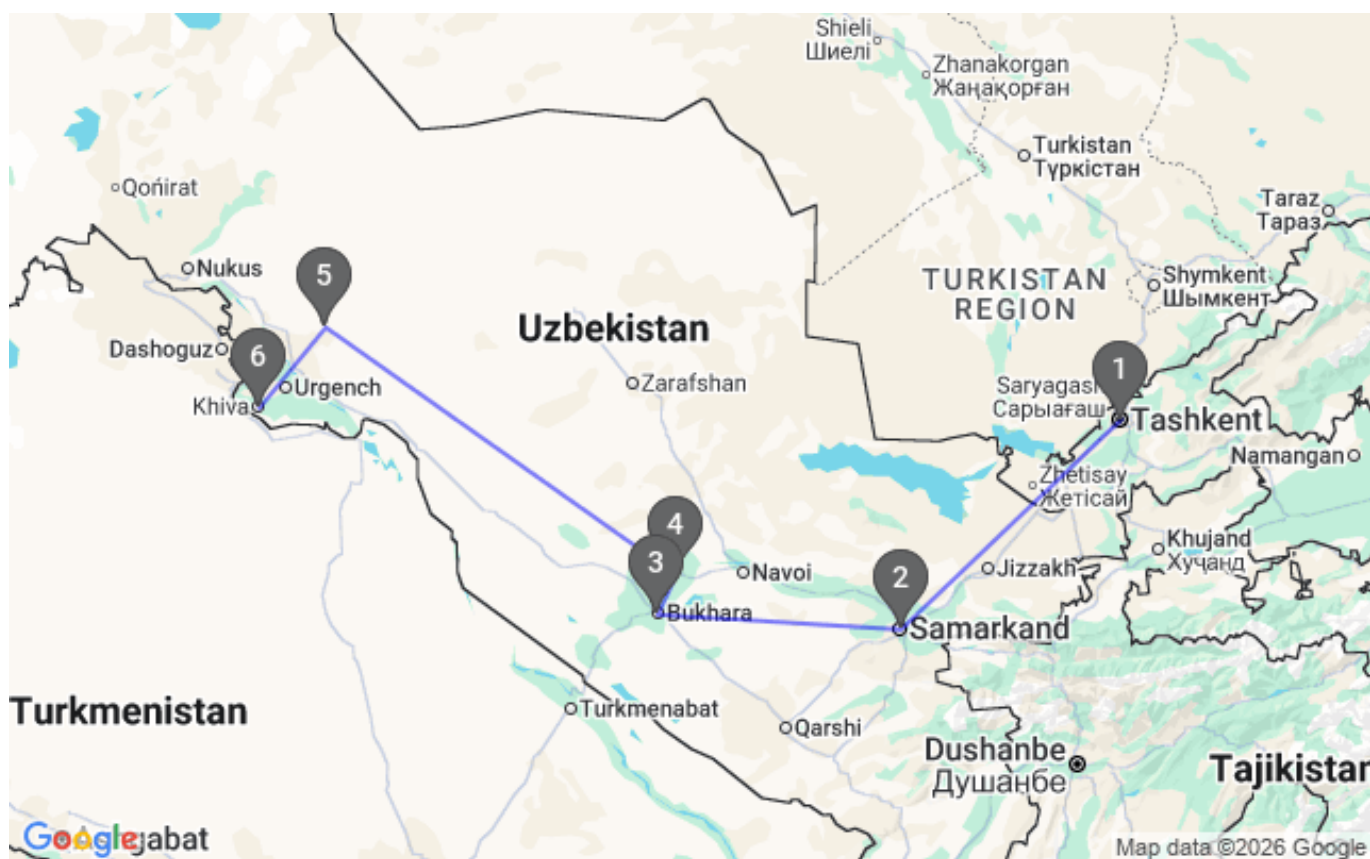 Shieli
Шиелі
Zhanakorgan
Жаңақорған
Turkistan
Түркістан
Qońirat
Taraz
Тараз
Nukus
5
TURKISTAN
REGION
Shymkent
Шымкент
Uzbekistan
Dashoguz
6
Urgench
Zarafshan
Saryagash
Сарыағаш
1
Khiva
Tashkent
Namangan
Zhetisay
Жетісай
4
Khujand
Хуҷанд
3
Navoi
2
Jizzakh
Bukhara
Samarkand
Turkmenistan
Turkmenabat
Qarshi
Dushanbe
Душанбе
Tajikistan
Google
gabat
Map data ©2026 Google